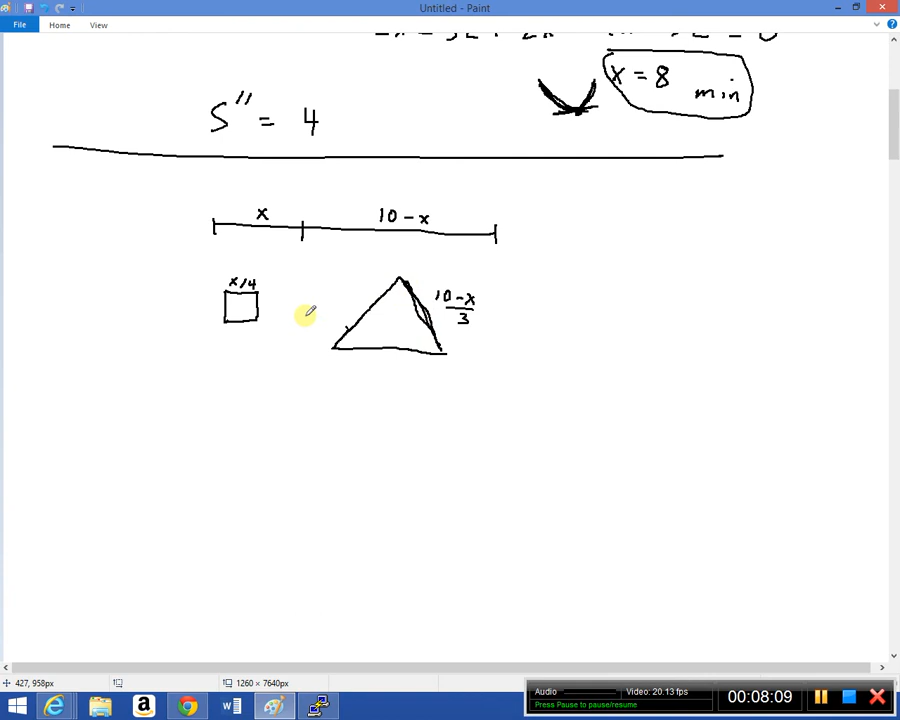 Untitled - Paint
File Home View
x = 8
min
S'' = 4
x 10 - x
x/4
10 - x
3
427, 958px 1260 × 7640px
Audio Video: 20.13 fps
Press Pause to pause/resume
00:08:09